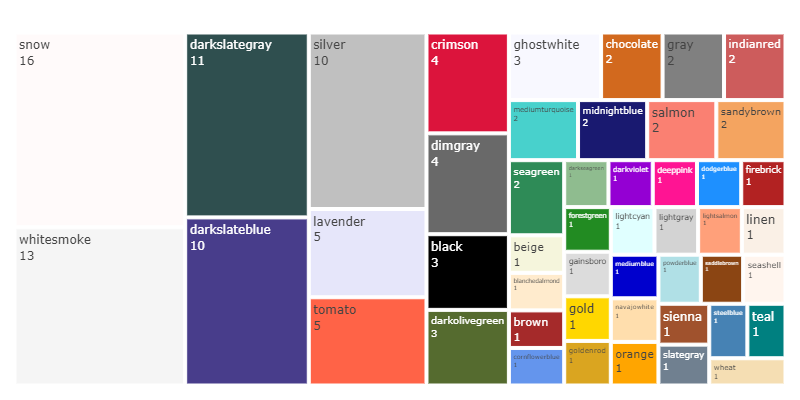 snow
16
whitesmoke
13
darkslategray
11
darkslateblue
10
silver
10
lavender
5
tomato
5
crimson
4
dimgray
4
black
3
darkolivegreen
3
ghostwhite
3
chocolate
2
gray
2
indianred
2
mediumturquoise
2
midnightblue
2
salmon
2
sandybrown
2
seagreen
2
beige
1
blanchedalmond
1
brown
1
cornflowerblue
1
darkseagreen
1
darkviolet
1
deeppink
1
dodgerblue
1
firebrick
1
forestgreen
1
lightcyan
1
lightgray
1
lightsalmon
1
linen
1
gainsboro
1
mediumblue
1
powderblue
1
saddlebrown
1
seashell
1
gold
1
navajowhite
1
sienna
1
steelblue
1
teal
1
goldenrod
1
orange
1
slategray
1
wheat
1